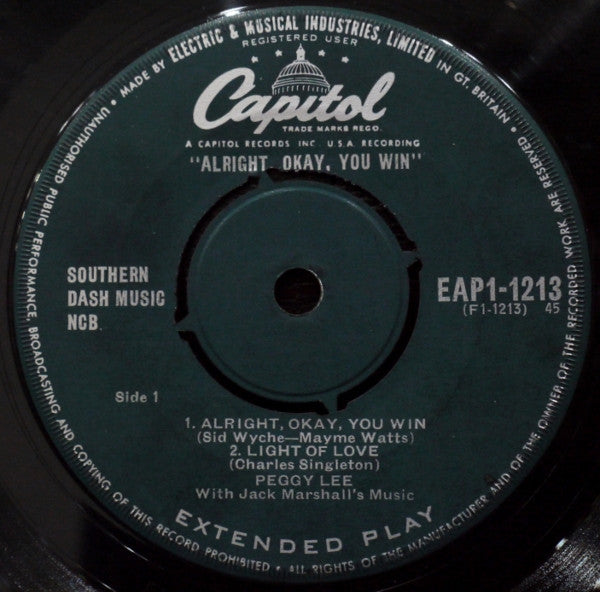 MADE BY ELECTRIC & MUSICAL INDUSTRIES, LIMITED IN GT. BRITAIN • ALL RIGHTS OF THE MANUFACTURER AND OF THE OWNER OF THE RECORDED WORK ARE RESERVED.
UNAUTHORISED PUBLIC PERFORMANCE, BROADCASTING AND COPYING OF THIS RECORD PROHIBITED •
REGISTERED USER
Capitol
TRADE MARKS REGD.
A CAPITOL RECORDS INC. U.S.A. RECORDING
"ALRIGHT, OKAY, YOU WIN"
SOUTHERN
DASH MUSIC
NCB.
EAP1-1213
(F1-1213) 45
Side 1
1. ALRIGHT, OKAY, YOU WIN
(Sid Wyche—Mayme Watts)
2. LIGHT OF LOVE
(Charles Singleton)
PEGGY LEE
With Jack Marshall's Music
EXTENDED PLAY